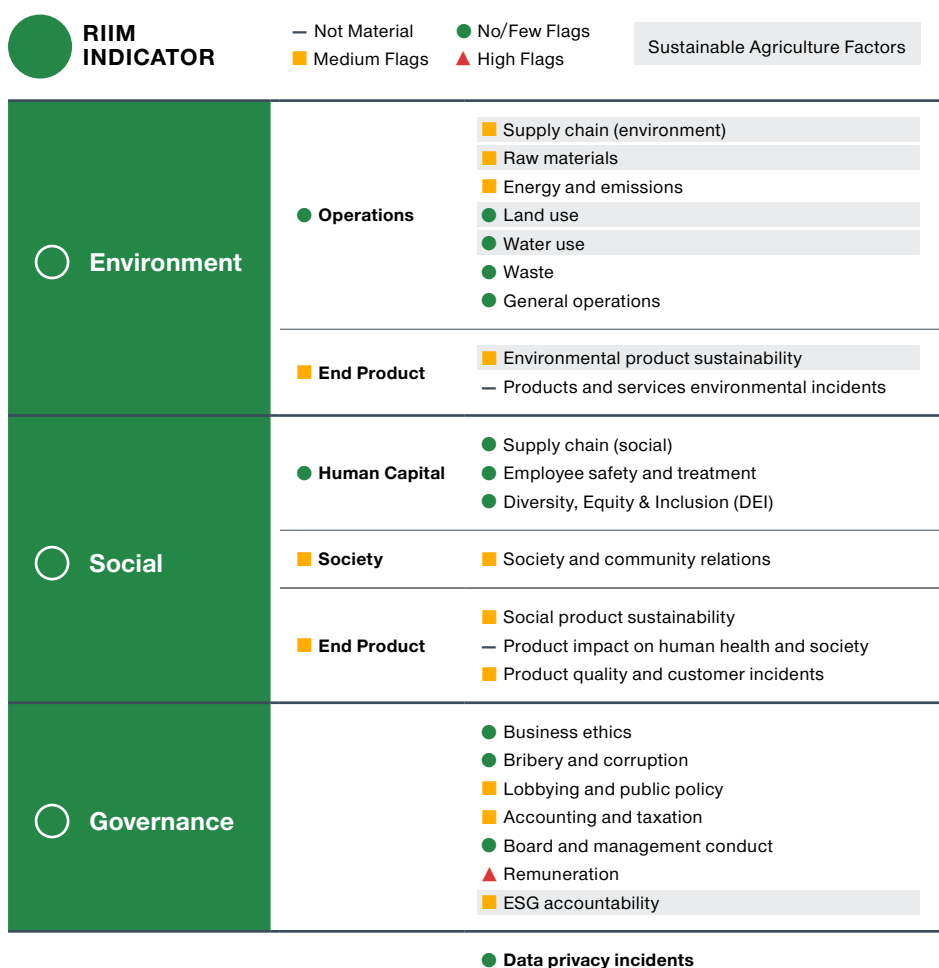 RIIM
INDICATOR
– Not Material
No/Few Flags
Medium Flags
High Flags
Sustainable Agriculture Factors
Environment
Operations
Supply chain (environment)
Raw materials
Energy and emissions
Land use
Water use
Waste
General operations
End Product
Environmental product sustainability
– Products and services environmental incidents
Social
Human Capital
Supply chain (social)
Employee safety and treatment
Diversity, Equity & Inclusion (DEI)
Society
Society and community relations
End Product
Social product sustainability
– Product impact on human health and society
Product quality and customer incidents
Governance
Business ethics
Bribery and corruption
Lobbying and public policy
Accounting and taxation
Board and management conduct
Remuneration
ESG accountability
Data privacy incidents